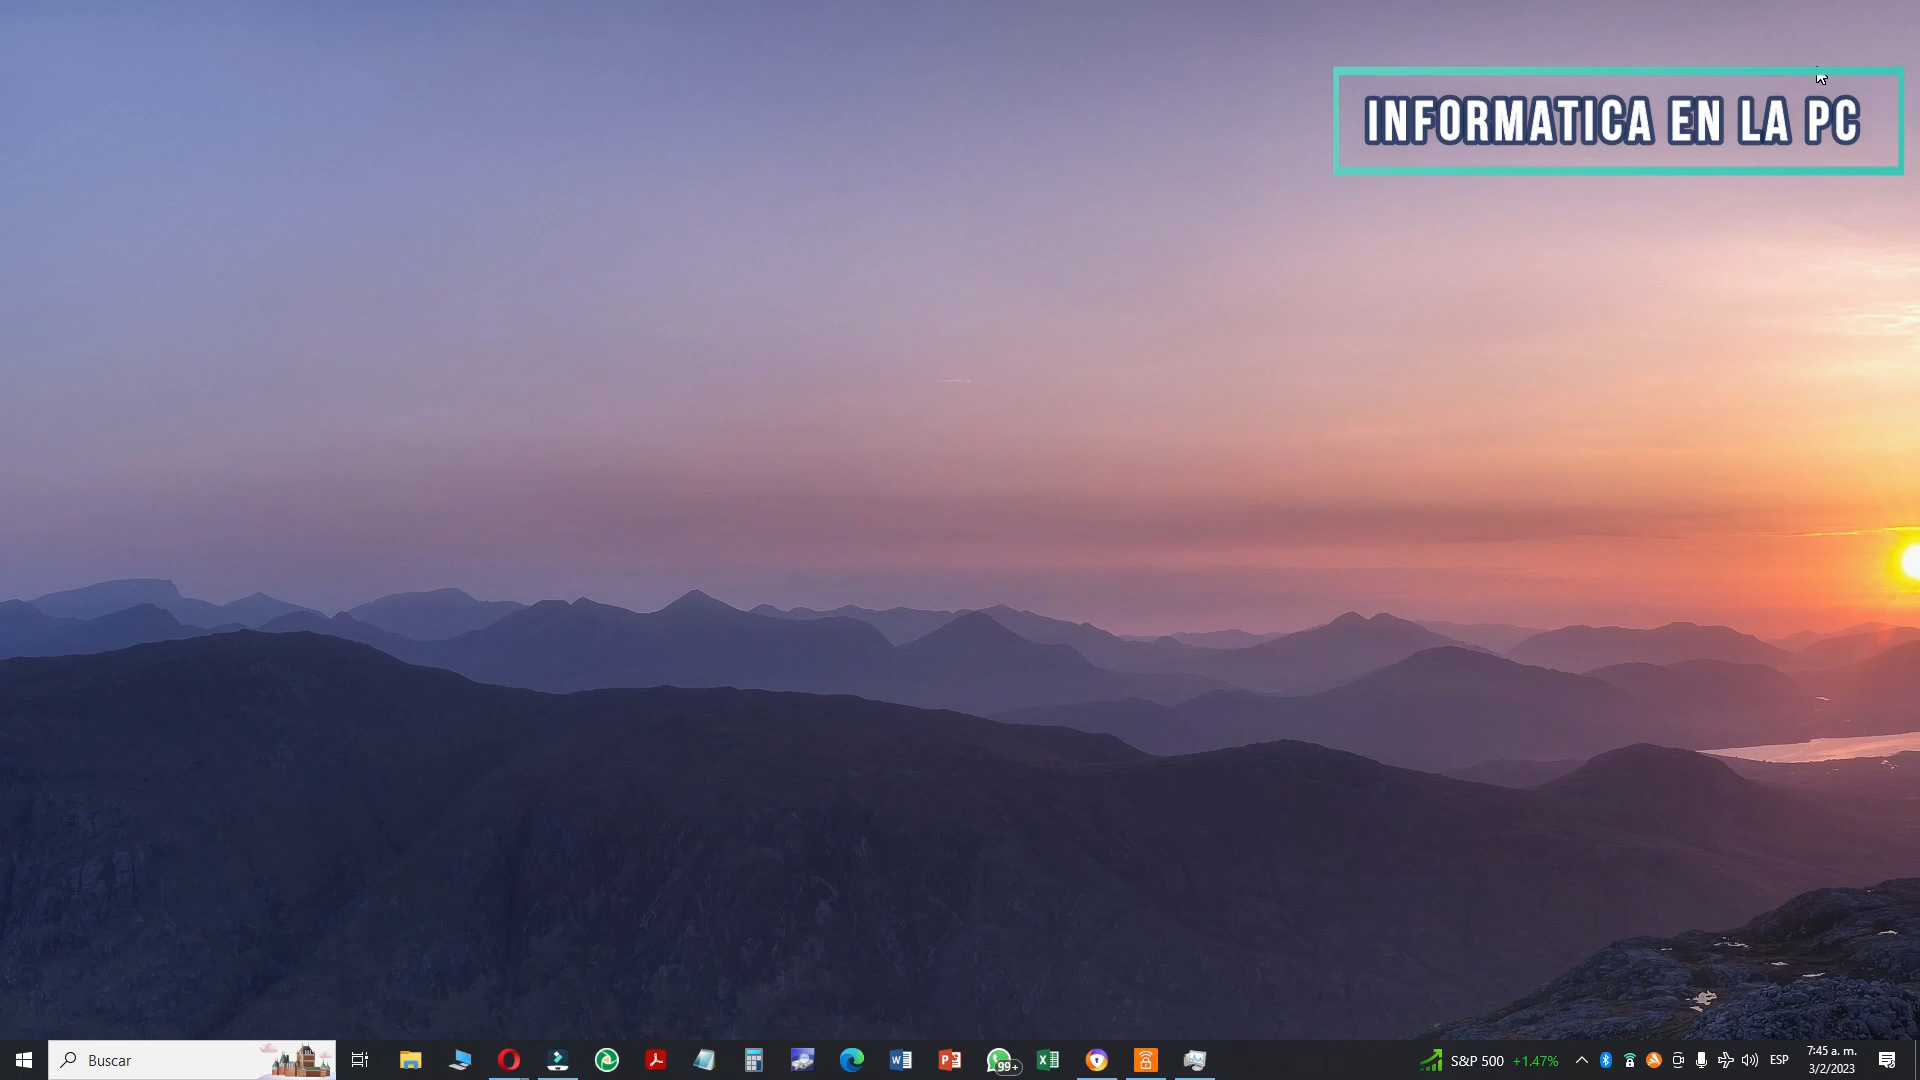 INFORMATICA EN LA PC
Buscar
99+
S&P 500 +1.47%
ESP
7:45 a. m.
3/2/2023